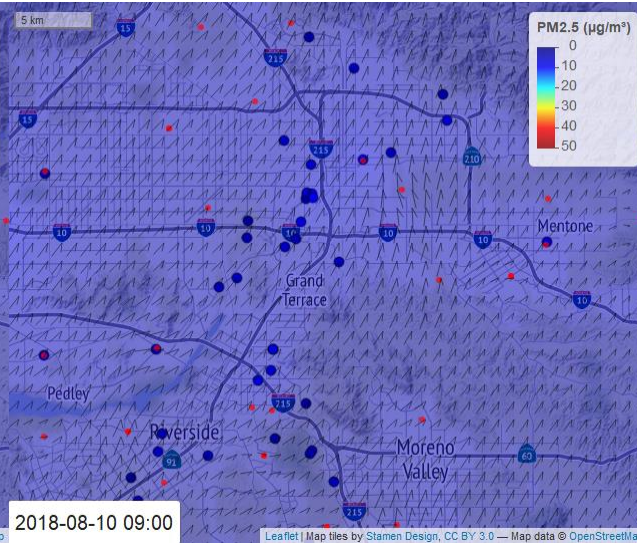 5 km
PM2.5 (µg/m³)
0
10
20
30
40
50
15
215
15
215
210
10
10
10
10
10
Mentone
10
Grand
Terrace
Pedley
215
Riverside
91
Moreno
Valley
60
215
2018-08-10 09:00
Leaflet | Map tiles by Stamen Design, CC BY 3.0 — Map data © OpenStreetMa